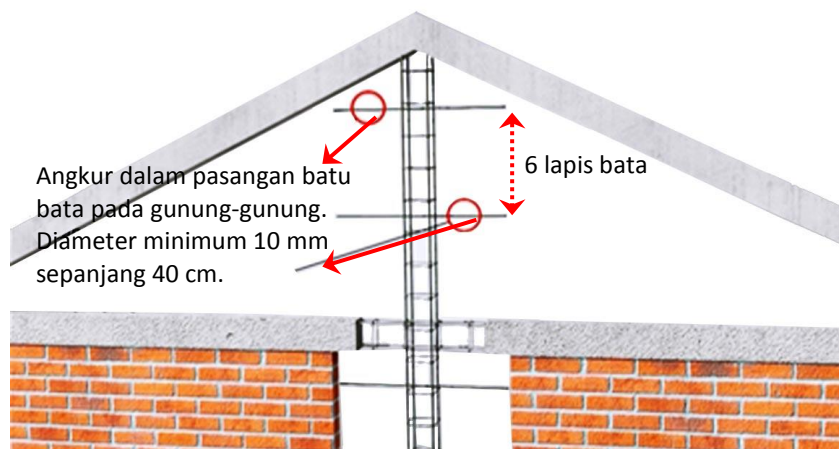 Angkur dalam pasangan batu
bata pada gunung-gunung.
Diameter minimum 10 mm
sepanjang 40 cm.
6 lapis bata